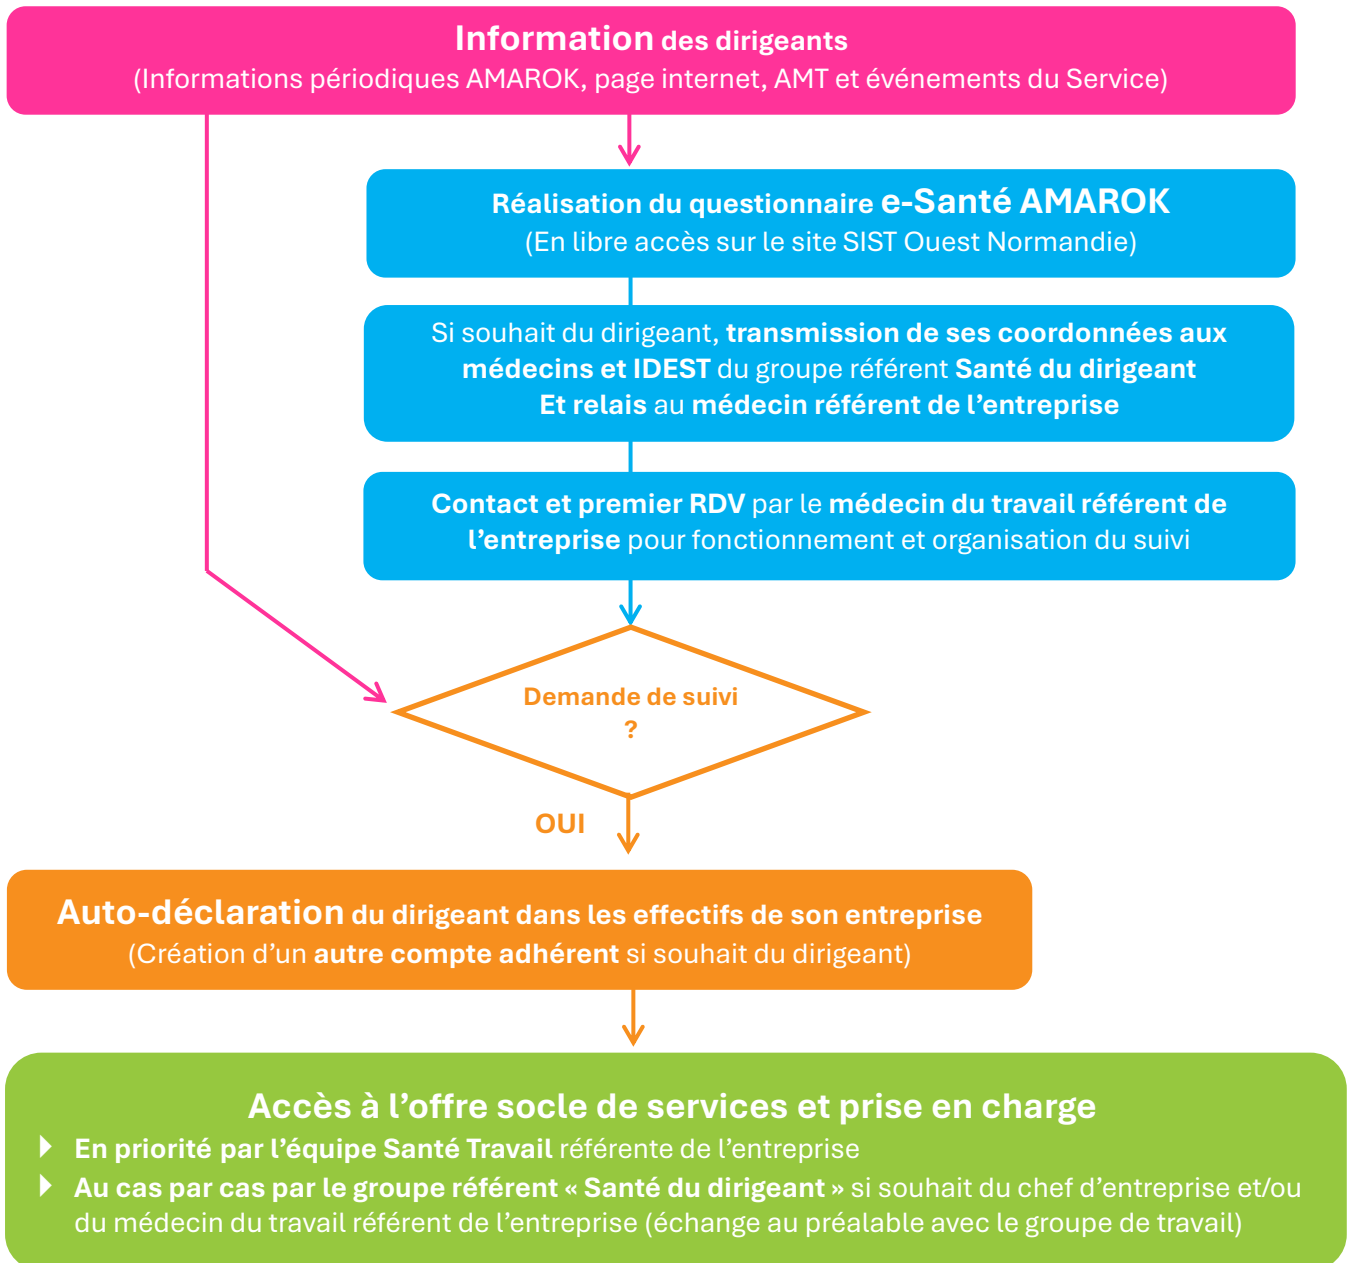 Information des dirigeants
(Informations périodiques AMAROK, page internet, AMT et événements du Service)
Réalisation du questionnaire e-Santé AMAROK
(En libre accès sur le site SIST Ouest Normandie)
Si souhait du dirigeant, transmission de ses coordonnées aux
médecins et IDEST du groupe référent Santé du dirigeant
Et relais au médecin référent de l’entreprise
Contact et premier RDV par le médecin du travail référent de
l’entreprise pour fonctionnement et organisation du suivi
Demande de suivi
?
OUI
Auto-déclaration du dirigeant dans les effectifs de son entreprise
(Création d’un autre compte adhérent si souhait du dirigeant)
Accès à l’offre socle de services et prise en charge
En priorité par l’équipe Santé Travail référente de l’entreprise
Au cas par cas par le groupe référent « Santé du dirigeant » si souhait du chef d’entreprise et/ou
du médecin du travail référent de l’entreprise (échange au préalable avec le groupe de travail)